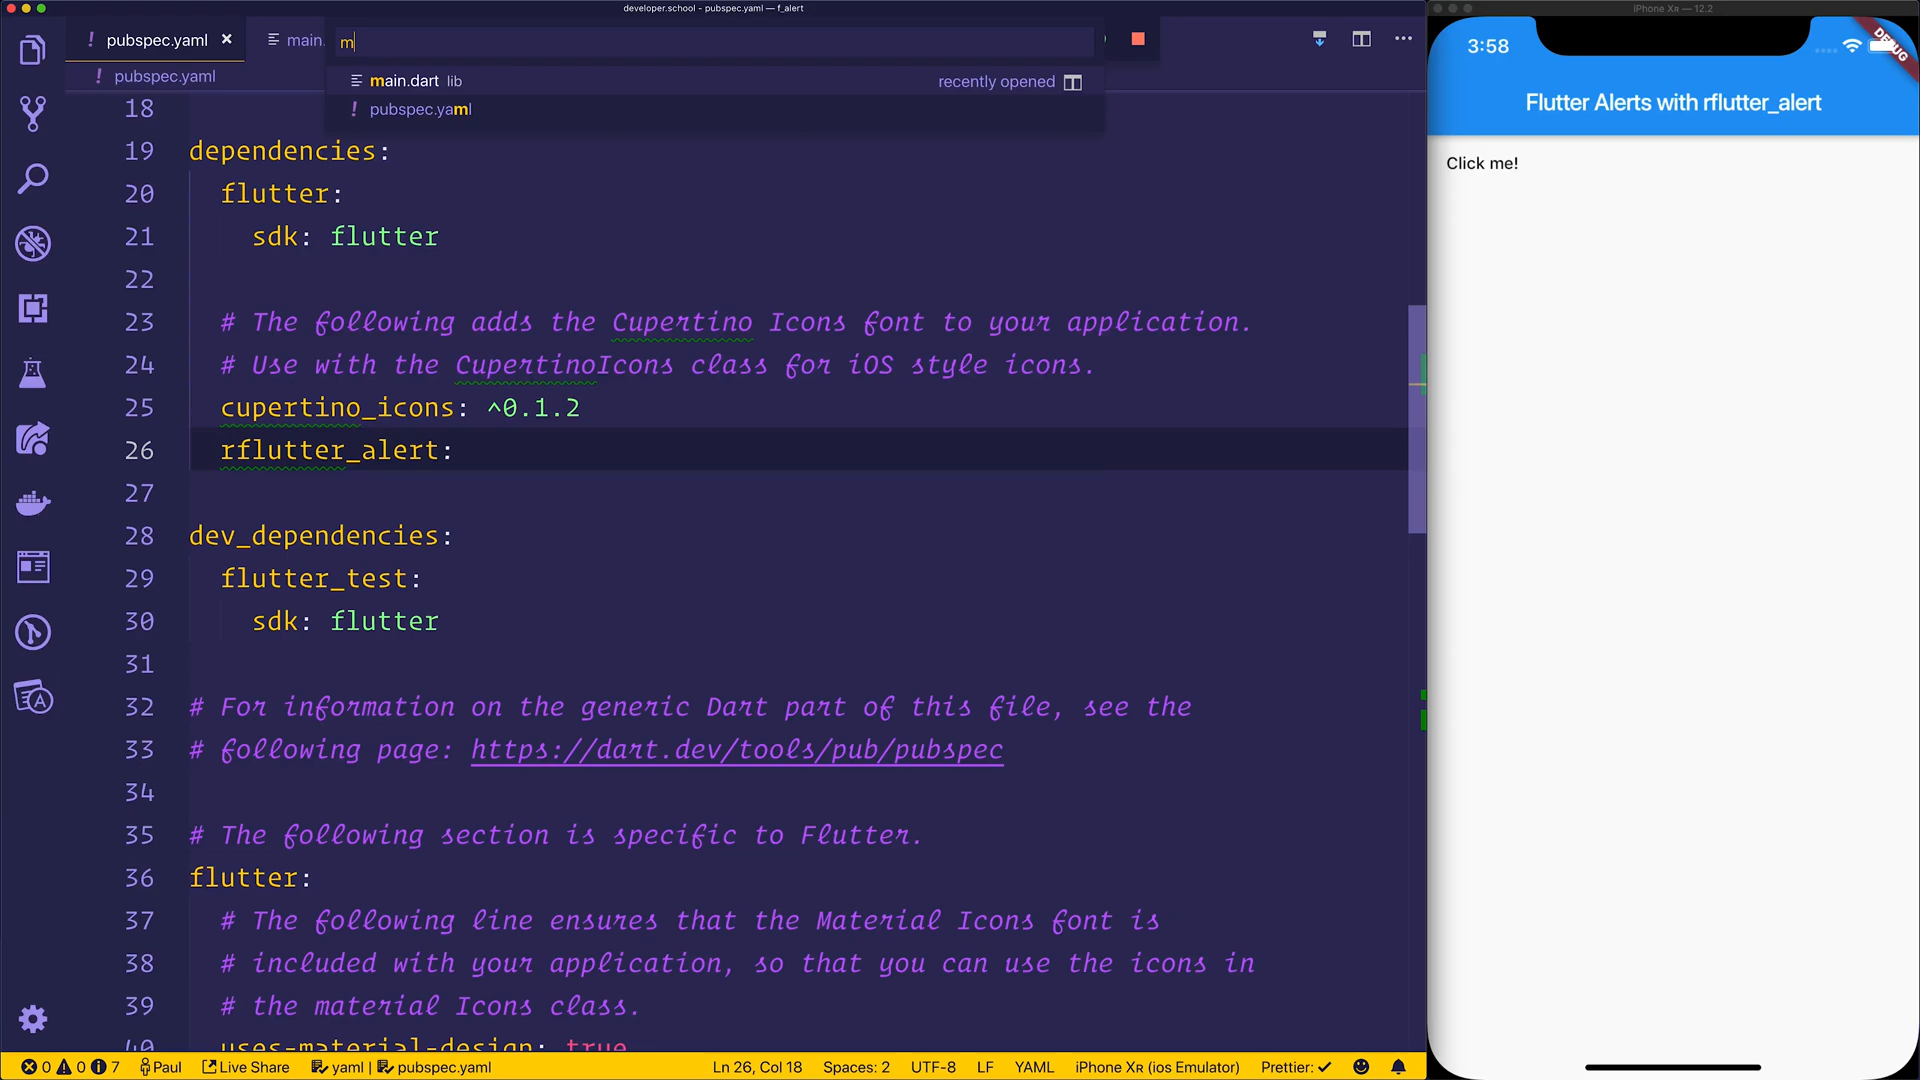 developer.school - pubspec.yaml — f_alert
iPhone XR — 12.2
! pubspec.yaml ×
main.
m
! pubspec.yaml
main.dart lib
recently opened
! pubspec.yaml
18
19 dependencies:
20 flutter:
21 sdk: flutter
22
23 # The following adds the Cupertino Icons font to your application.
24 # Use with the CupertinoIcons class for iOS style icons.
25 cupertino_icons: ^0.1.2
26 rflutter_alert:
27
28 dev_dependencies:
29 flutter_test:
30 sdk: flutter
31
32 # For information on the generic Dart part of this file, see the
33 # following page: https://dart.dev/tools/pub/pubspec
34
35 # The following section is specific to Flutter.
36 flutter:
37 # The following line ensures that the Material Icons font is
38 # included with your application, so that you can use the icons in
39 # the material Icons class.
40 uses-material-design: true
0 0 7 Paul Live Share yaml | pubspec.yaml Ln 26, Col 18 Spaces: 2 UTF-8 LF YAML iPhone XR (ios Emulator) Prettier: ✓
3:58
DEBUG
Flutter Alerts with rflutter_alert
Click me!